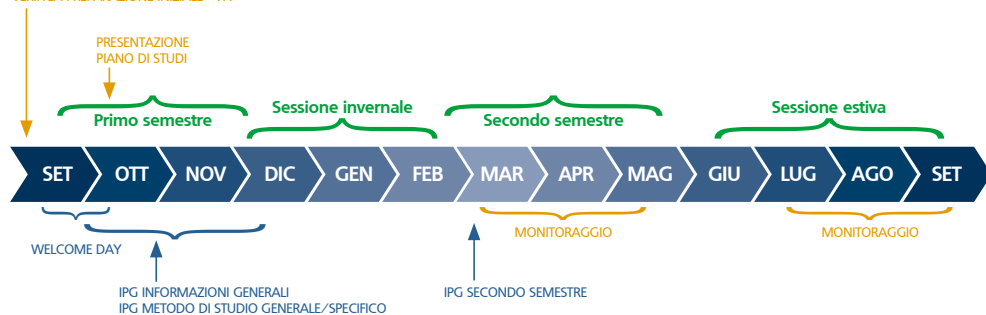 PRESENTAZIONE
PIANO DI STUDI
Primo semestre
Sessione invernale
Secondo semestre
Sessione estiva
SET OTT NOV DIC GEN FEB MAR APR MAG GIU LUG AGO SET
WELCOME DAY
MONITORAGGIO
MONITORAGGIO
IPG INFORMAZIONI GENERALI
IPG METODO DI STUDIO GENERALE/SPECIFICO
IPG SECONDO SEMESTRE